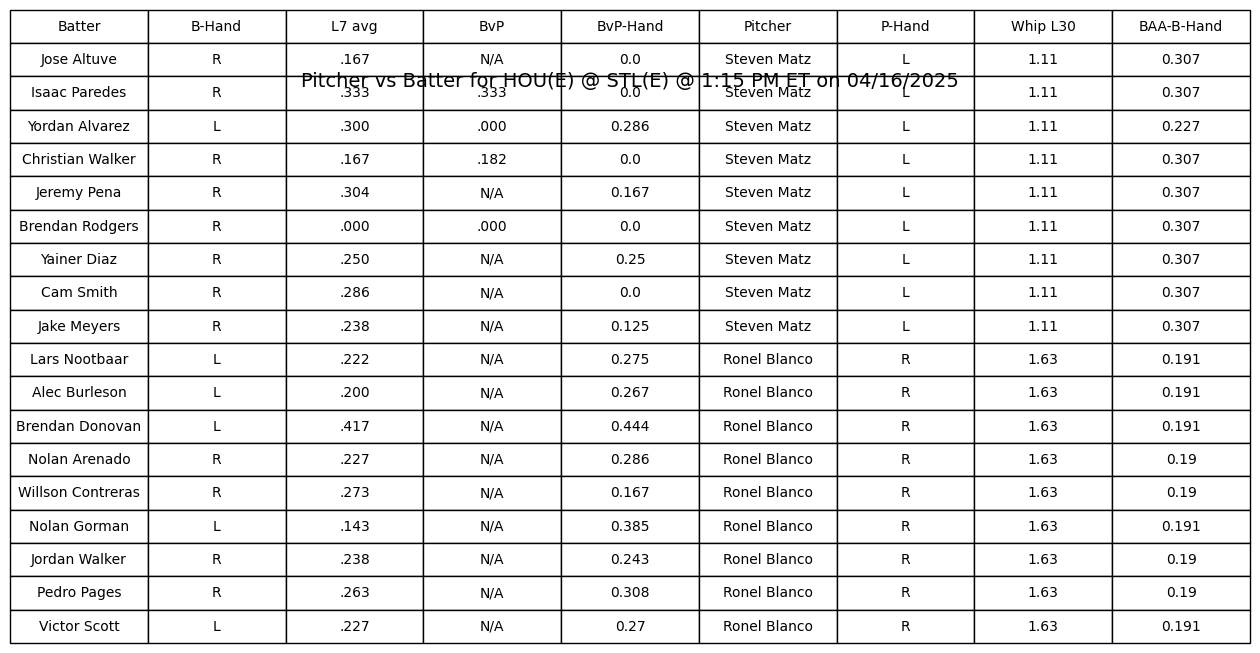 Batter B-Hand L7 avg BvP BvP-Hand Pitcher P-Hand Whip L30 BAA-B-Hand
Jose Altuve R .167 N/A 0.0 Steven Matz L 1.11 0.307
Pitcher vs Batter for HOU(E) @ STL(E) @ 1:15 PM ET on 04/16/2025
Isaac Paredes R .333 .333 0.0 Steven Matz L 1.11 0.307
Yordan Alvarez L .300 .000 0.286 Steven Matz L 1.11 0.227
Christian Walker R .167 .182 0.0 Steven Matz L 1.11 0.307
Jeremy Pena R .304 N/A 0.167 Steven Matz L 1.11 0.307
Brendan Rodgers R .000 .000 0.0 Steven Matz L 1.11 0.307
Yainer Diaz R .250 N/A 0.25 Steven Matz L 1.11 0.307
Cam Smith R .286 N/A 0.0 Steven Matz L 1.11 0.307
Jake Meyers R .238 N/A 0.125 Steven Matz L 1.11 0.307
Lars Nootbaar L .222 N/A 0.275 Ronel Blanco R 1.63 0.191
Alec Burleson L .200 N/A 0.267 Ronel Blanco R 1.63 0.191
Brendan Donovan L .417 N/A 0.444 Ronel Blanco R 1.63 0.191
Nolan Arenado R .227 N/A 0.286 Ronel Blanco R 1.63 0.19
Willson Contreras R .273 N/A 0.167 Ronel Blanco R 1.63 0.19
Nolan Gorman L .143 N/A 0.385 Ronel Blanco R 1.63 0.191
Jordan Walker R .238 N/A 0.243 Ronel Blanco R 1.63 0.19
Pedro Pages R .263 N/A 0.308 Ronel Blanco R 1.63 0.19
Victor Scott L .227 N/A 0.27 Ronel Blanco R 1.63 0.191